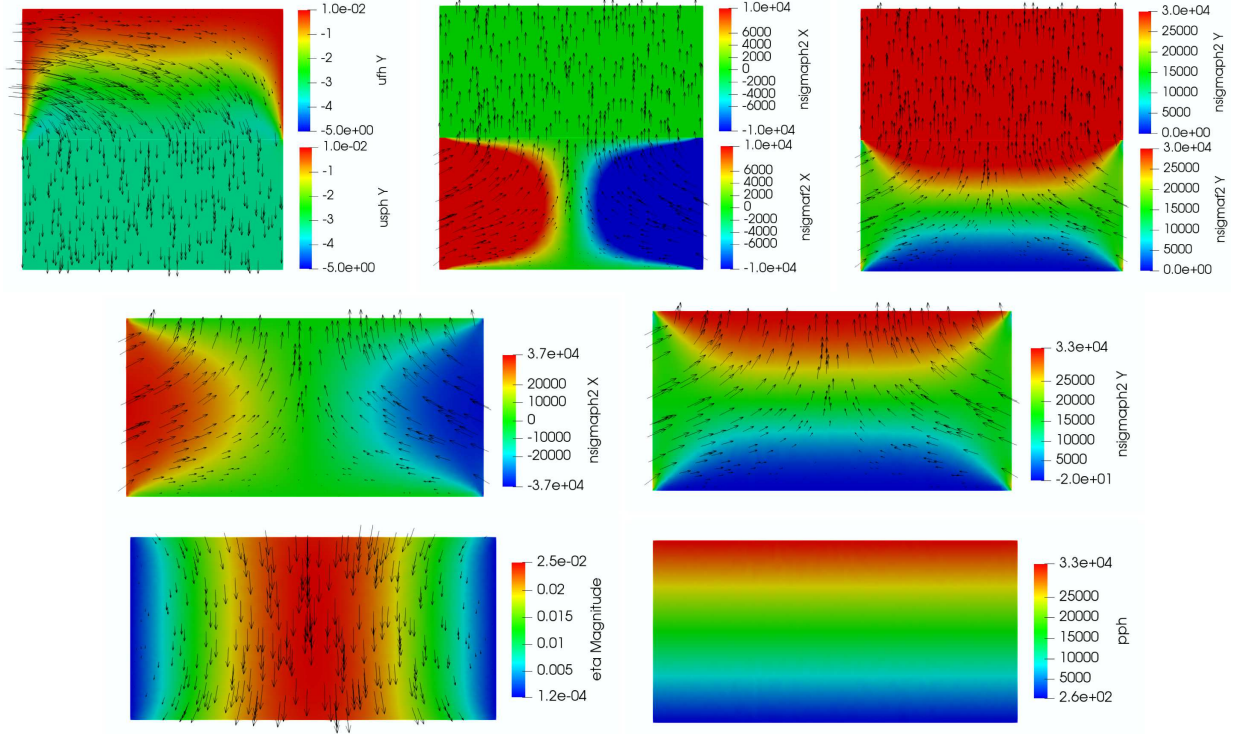 1.0e-02
-1
-2
-3
-4
-5.0e+00
ufh Y
1.0e-02
-1
-2
-3
-4
-5.0e+00
usph Y
1.0e+04
6000
4000
2000
0
-2000
-4000
-6000
-1.0e+04
nsigmaph2 X
1.0e+04
6000
4000
2000
0
-2000
-4000
-6000
-1.0e+04
nsigmaf2 X
3.0e+04
25000
20000
15000
10000
5000
0.0e+00
nsigmaph2 Y
3.0e+04
25000
20000
15000
10000
5000
0.0e+00
nsigmaf2 Y
3.7e+04
20000
10000
0
-10000
-20000
-3.7e+04
nsigmaph2 X
3.3e+04
25000
20000
15000
10000
5000
-2.0e+01
nsigmaph2 Y
2.5e-02
0.02
0.015
0.01
0.005
1.2e-04
eta Magnitude
3.3e+04
25000
20000
15000
10000
5000
2.6e+02
pph